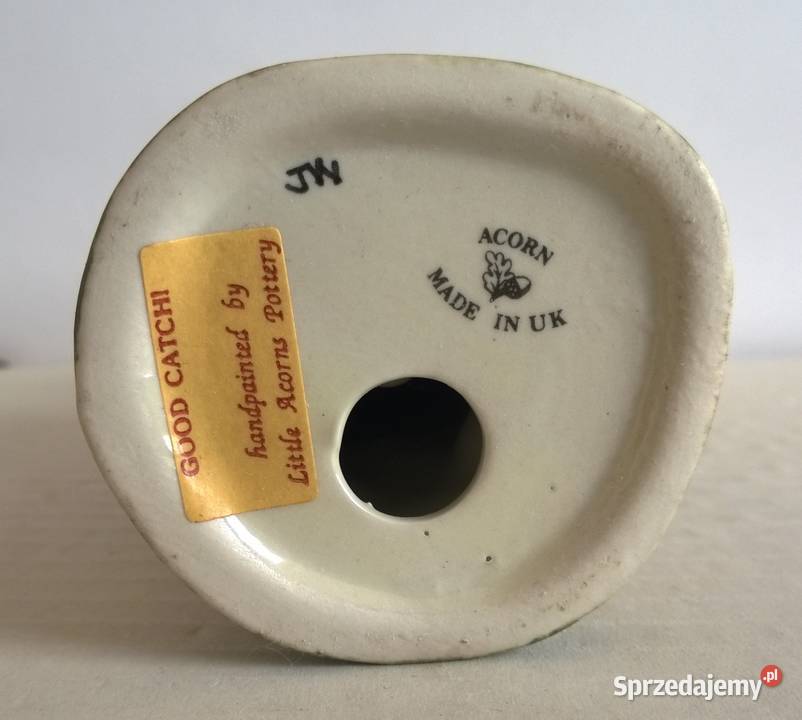 JW
ACORN
MADE IN UK
GOOD CATCH!
handpainted by
Little Acorns Pottery
Sprzedajemy.pl